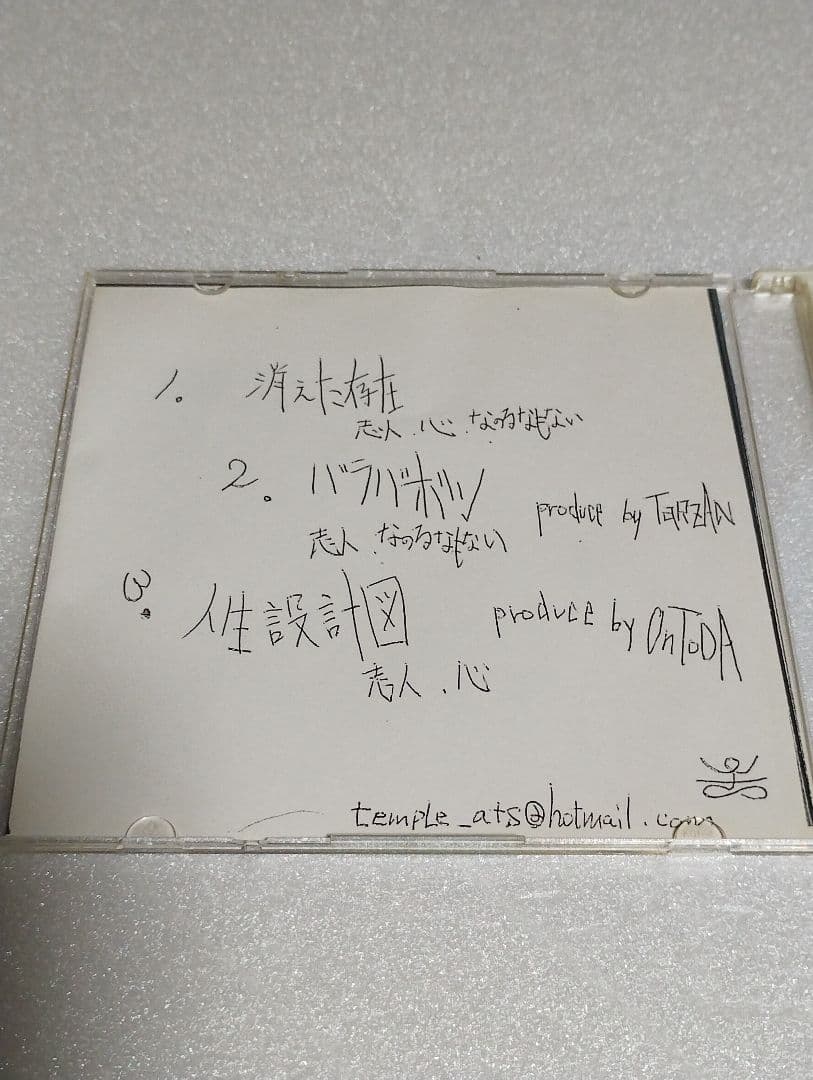 1. 消えた存在
志人.心.なのるなもない
2. バラバボツ
produce by TARZAN
志人.なのるなもない
3. 人生設計図
produce by OnToDA
志人.心
temple_ats@hotmail.com